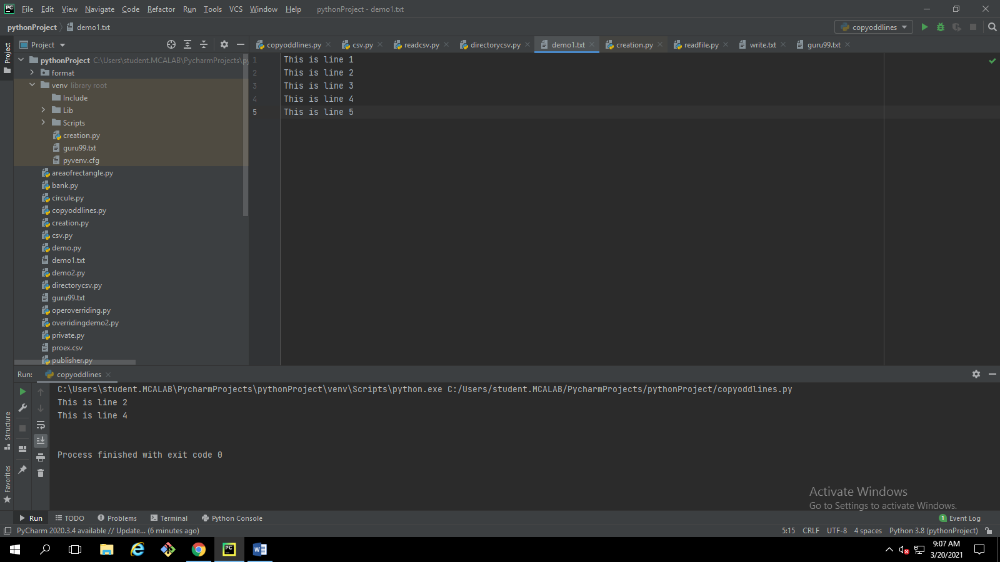 PC File Edit View Navigate Code Refactor Run Tools VCS Window Help pythonProject - demo1.txt
pythonProject demo1.txt copyoddlines
Project
Project copyoddlines.py csv.py readcsv.py directorycsv.py demo1.txt creation.py readfile.py write.txt guru99.txt
pythonProject C:\Users\student.MCALAB\PycharmProjects\py
format
venv library root
Include
Lib
Scripts
creation.py
guru99.txt
pyvenv.cfg
areaofrectangle.py
bank.py
circule.py
copyoddlines.py
creation.py
csv.py
demo.py
demo1.txt
demo2.py
directorycsv.py
guru99.txt
operoverriding.py
overridingdemo2.py
private.py
proex.csv
publisher.py
1 This is line 1
2 This is line 2
3 This is line 3
4 This is line 4
5 This is line 5
Run: copyoddlines
C:\Users\student.MCALAB\PycharmProjects\pythonProject\venv\Scripts\python.exe C:/Users/student.MCALAB/PycharmProjects/pythonProject/copyoddlines.py
This is line 2
This is line 4
Process finished with exit code 0
Structure
Favorites
Activate Windows
Go to Settings to activate Windows.
Run TODO Problems Terminal Python Console 1 Event Log
PyCharm 2020.3.4 available // Update... (6 minutes ago) 5:15 CRLF UTF-8 4 spaces Python 3.8 (pythonProject)
PC
9:07 AM
3/20/2021